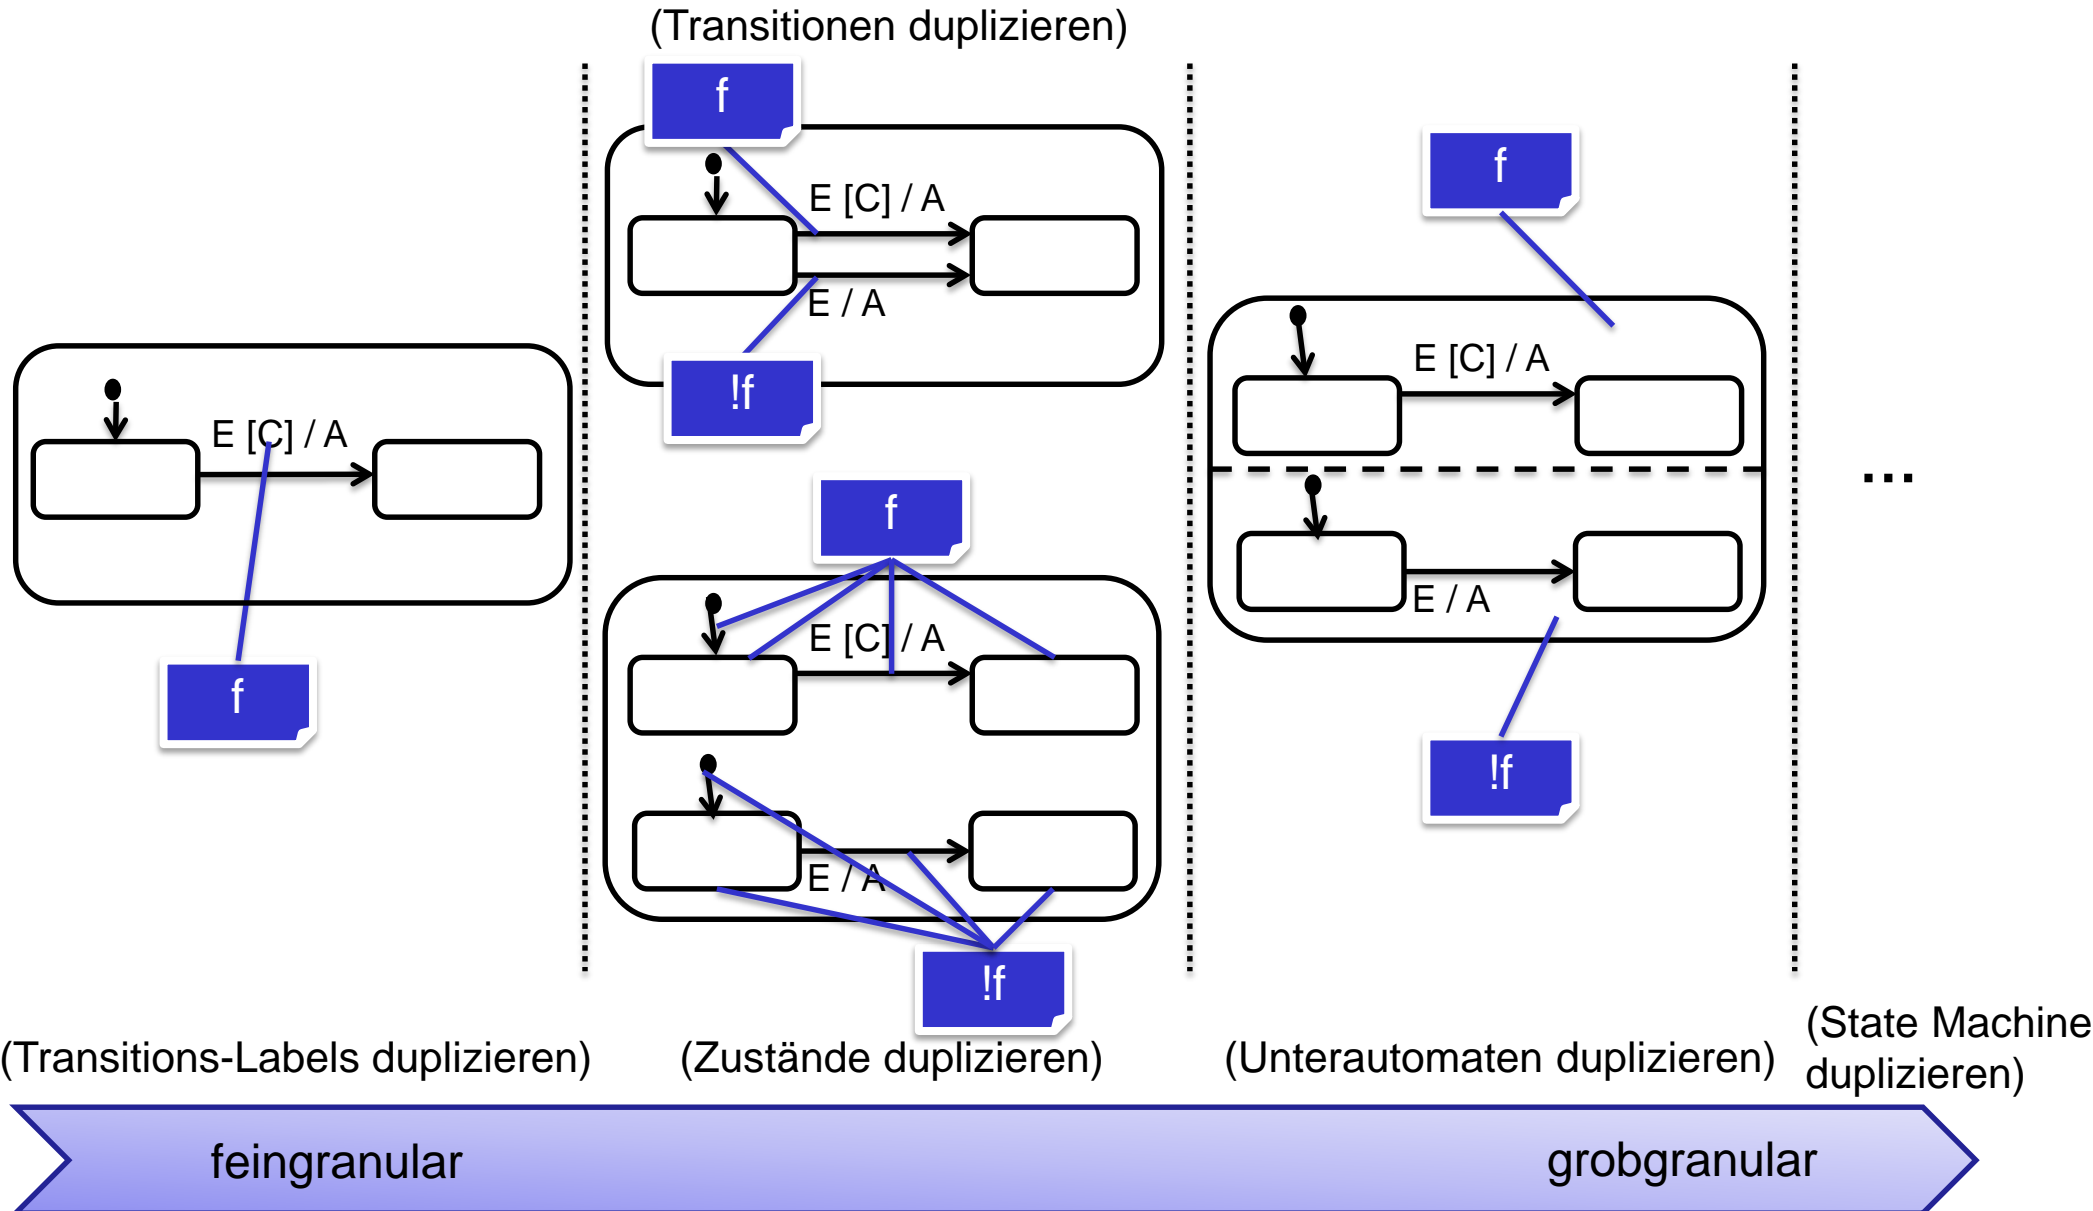 (Transitionen duplizieren)
f
E [C] / A
E / A
!f
E [C] / A
f
f
E [C] / A
E / A
!f
f
E [C] / A
E / A
!f
...
(Transitions-Labels duplizieren)
(Zustände duplizieren)
(Unterautomaten duplizieren)
(State Machine
duplizieren)
feingranular
grobgranular